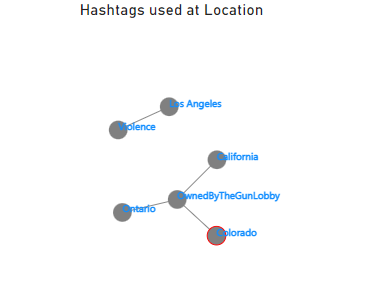 Hashtags used at Location
Los Angeles
Violence
California
OwnedByTheGunLobby
Ontario
Colorado